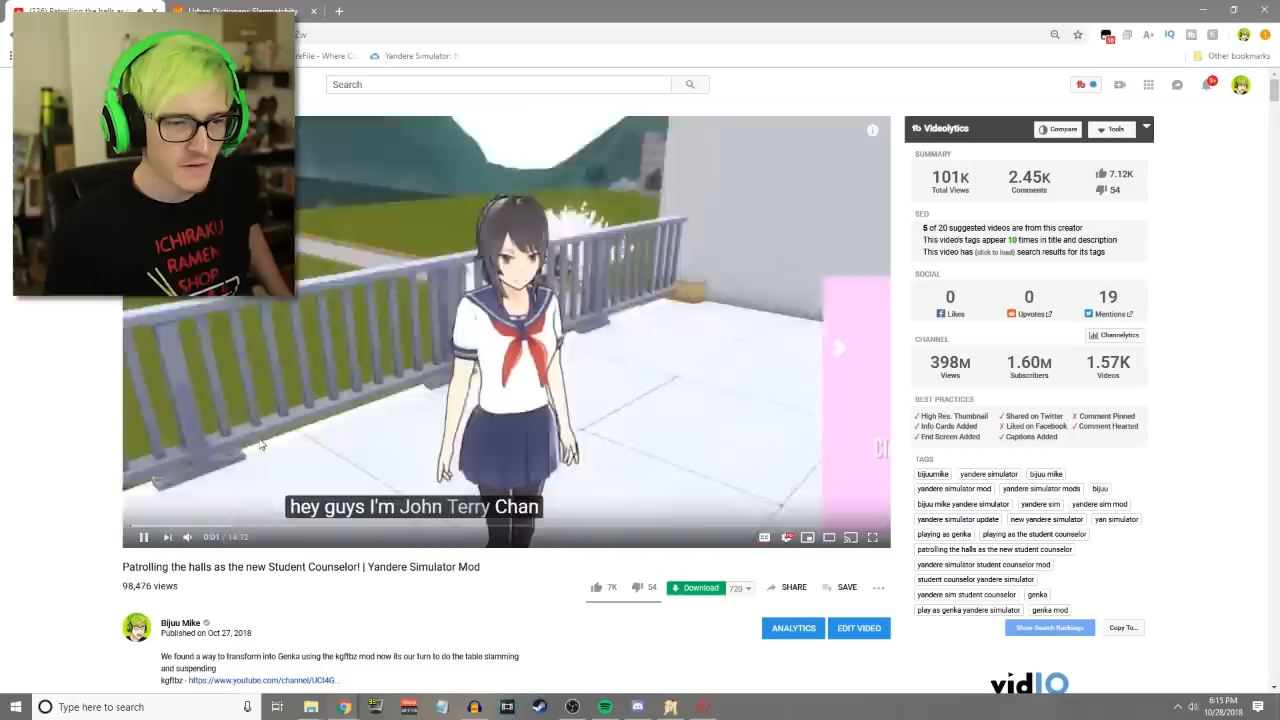 Yandere Simulator: b
Other bookmarks
Search
9+
ICHIRAKU
RAMEN
SHOP
hey guys I'm John Terry Chan
0:01 / 14:12
Patrolling the halls as the new Student Counselor! | Yandere Simulator Mod
98,476 views
7K
54
Download
720
SHARE
SAVE
Bijuu Mike
Published on Oct 27, 2018
ANALYTICS
EDIT VIDEO
We found a way to transform into Genka using the kgftbz mod now its our turn to do the table slamming
and suspending
kgftbz - https://www.youtube.com/channel/UCt4G...
Videolytics
Compare
Tools
SUMMARY
101K 2.45K 7.12K
Total Views Comments 54
SEO
5 of 20 suggested videos are from this creator
This video's tags appear 10 times in title and description
This video has (click to load) search results for its tags
SOCIAL
0 0 19
Likes Upvotes Mentions
CHANNEL
Channelytics
398M 1.60M 1.57K
Views Subscribers Videos
BEST PRACTICES
✓ High Res. Thumbnail ✓ Shared on Twitter ✗ Comment Pinned
✓ Info Cards Added ✗ Liked on Facebook ✓ Comment Hearted
✓ End Screen Added ✓ Captions Added
TAGS
bijuumike yandere simulator bijuu mike
yandere simulator mod yandere simulator mods bijuu
bijuu mike yandere simulator yandere sim yandere sim mod
yandere simulator update new yandere simulator yan simulator
playing as genka playing as the student counselor
patrolling the halls as the new student counselor
yandere simulator student counselor mod
student counselor yandere simulator
yandere sim student counselor genka
play as genka yandere simulator genka mod
Show Search Rankings Copy To...
vidIQ
Type here to search
6:15 PM
10/28/2018